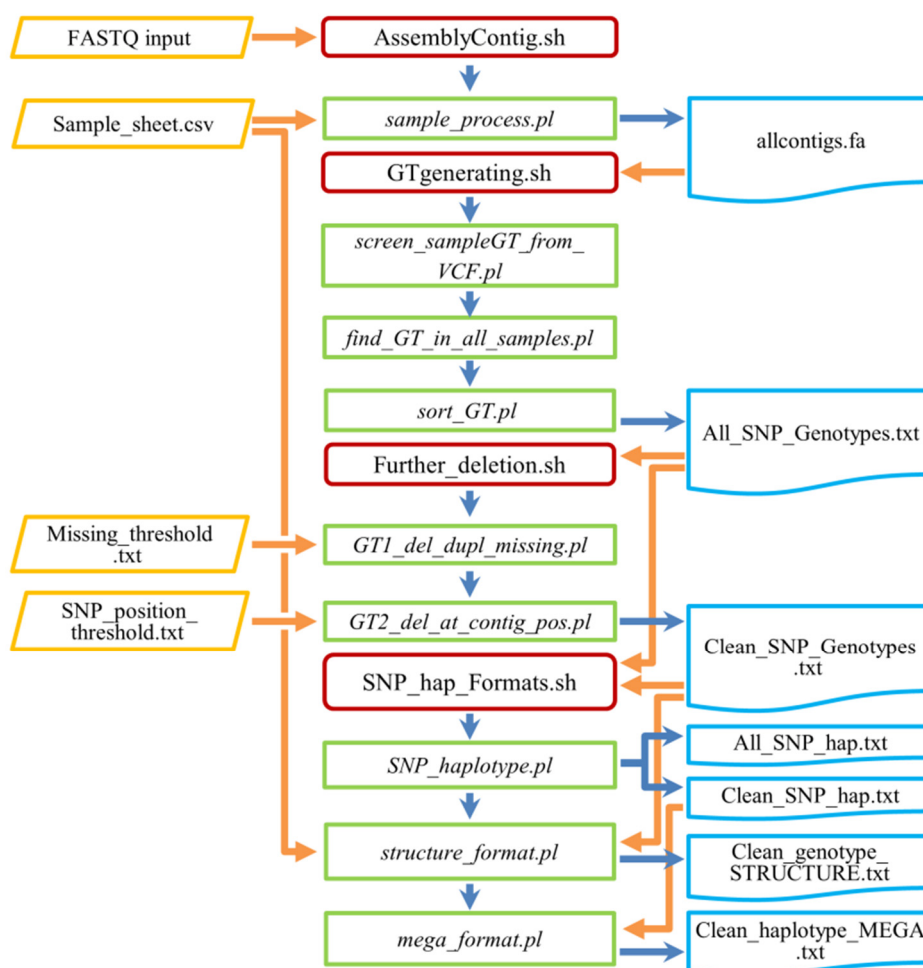 FASTQ input
AssemblyContig.sh
Sample_sheet.csv
sample_process.pl
allcontigs.fa
GTgenerating.sh
screen_sampleGT_from_
VCF.pl
find_GT_in_all_samples.pl
sort_GT.pl
All_SNP_Genotypes.txt
Further_deletion.sh
Missing_threshold
.txt
GT1_del_dupl_missing.pl
SNP_position_
threshold.txt
GT2_del_at_contig_pos.pl
Clean_SNP_Genotypes
.txt
SNP_hap_Formats.sh
All_SNP_hap.txt
SNP_haplotype.pl
Clean_SNP_hap.txt
structure_format.pl
Clean_genotype_
STRUCTURE.txt
mega_format.pl
Clean_haplotype_MEGA
.txt